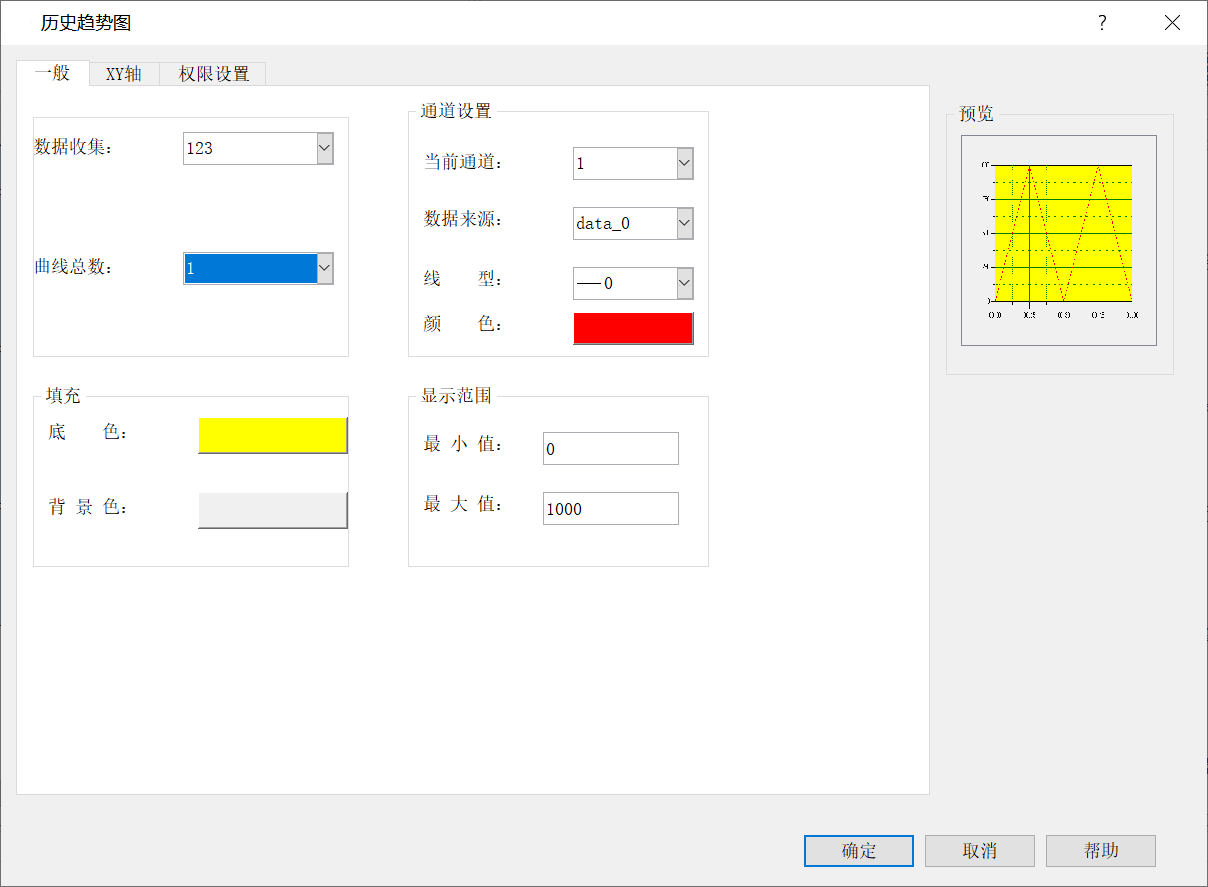 历史趋势图
?
一般 XY轴 权限设置
数据收集: 123
曲线总数: 1
通道设置
当前通道: 1
数据来源: data_0
线 型: 0
颜 色:
填充
底 色:
背 景 色:
显示范围
最 小 值: 0
最 大 值: 1000
预览
确定 取消 帮助